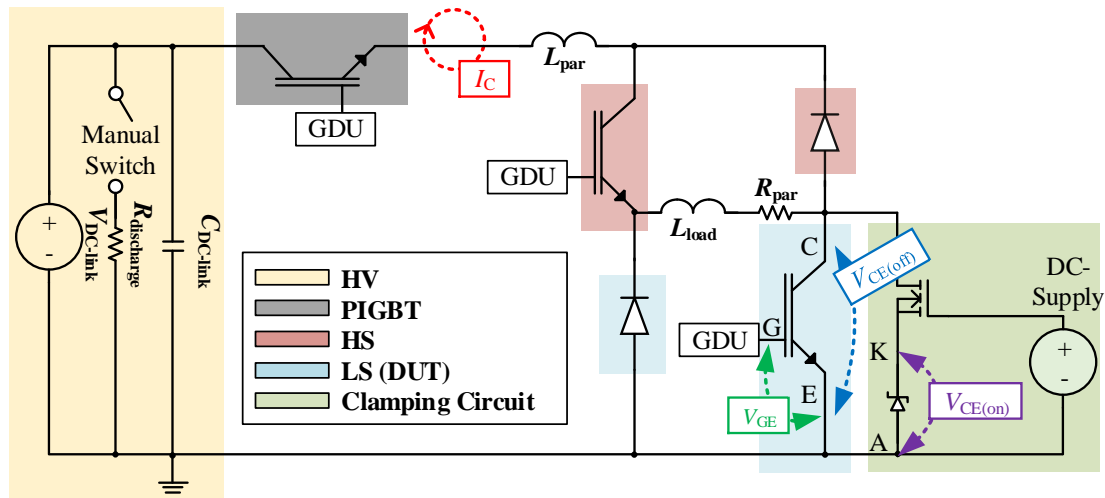 I_C
L_par
GDU
Manual
Switch
+
-
V_DC-link
R_discharge
C_DC-link
GDU
L_load
R_par
C
G
E
GDU
V_GE
V_CE(off)
DC-
Supply
+
-
K
A
V_CE(on)
HV
PIGBT
HS
LS (DUT)
Clamping Circuit